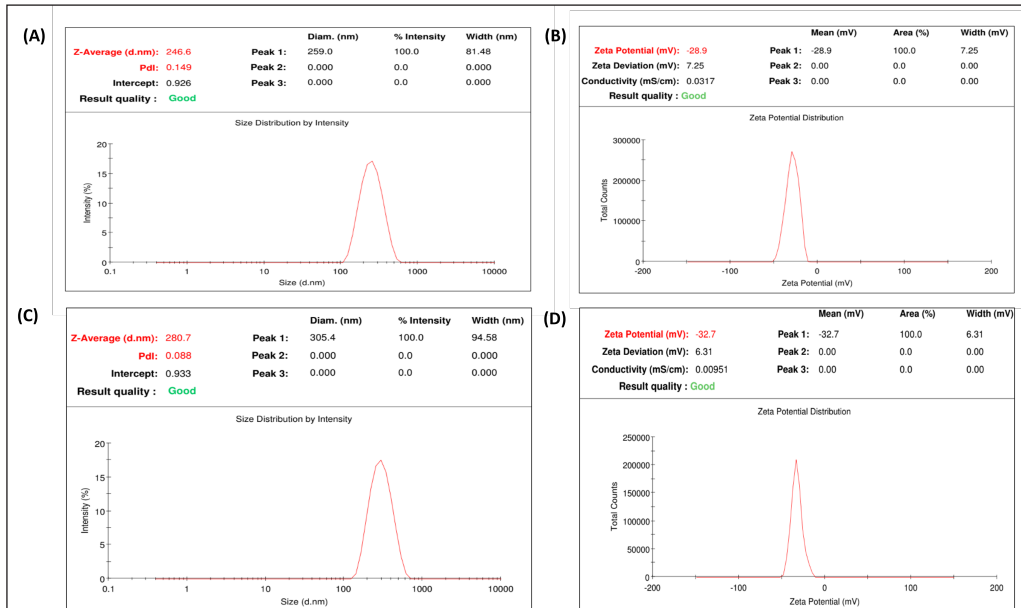 (A)
Diam. (nm) % Intensity Width (nm)
Z-Average (d.nm): 246.6 Peak 1: 259.0 100.0 81.48
PdI: 0.149 Peak 2: 0.000 0.0 0.000
Intercept: 0.926 Peak 3: 0.000 0.0 0.000
Result quality : Good
Size Distribution by Intensity
Intensity (%)
20
15
10
5
0
0.1 1 10 100 1000 10000
Size (d.nm)
(B)
Mean (mV) Area (%) Width (mV)
Zeta Potential (mV): -28.9 Peak 1: -28.9 100.0 7.25
Zeta Deviation (mV): 7.25 Peak 2: 0.00 0.0 0.00
Conductivity (mS/cm): 0.0317 Peak 3: 0.00 0.0 0.00
Result quality : Good
Zeta Potential Distribution
Total Counts
300000
200000
100000
0
-200 -100 0 100 200
Zeta Potential (mV)
(C)
Diam. (nm) % Intensity Width (nm)
Z-Average (d.nm): 280.7 Peak 1: 305.4 100.0 94.58
PdI: 0.088 Peak 2: 0.000 0.0 0.000
Intercept: 0.933 Peak 3: 0.000 0.0 0.000
Result quality : Good
Size Distribution by Intensity
Intensity (%)
20
15
10
5
0
0.1 1 10 100 1000 10000
Size (d.nm)
(D)
Mean (mV) Area (%) Width (mV)
Zeta Potential (mV): -32.7 Peak 1: -32.7 100.0 6.31
Zeta Deviation (mV): 6.31 Peak 2: 0.00 0.0 0.00
Conductivity (mS/cm): 0.00951 Peak 3: 0.00 0.0 0.00
Result quality : Good
Zeta Potential Distribution
Total Counts
250000
200000
150000
100000
50000
0
-200 -100 0 100 200
Zeta Potential (mV)